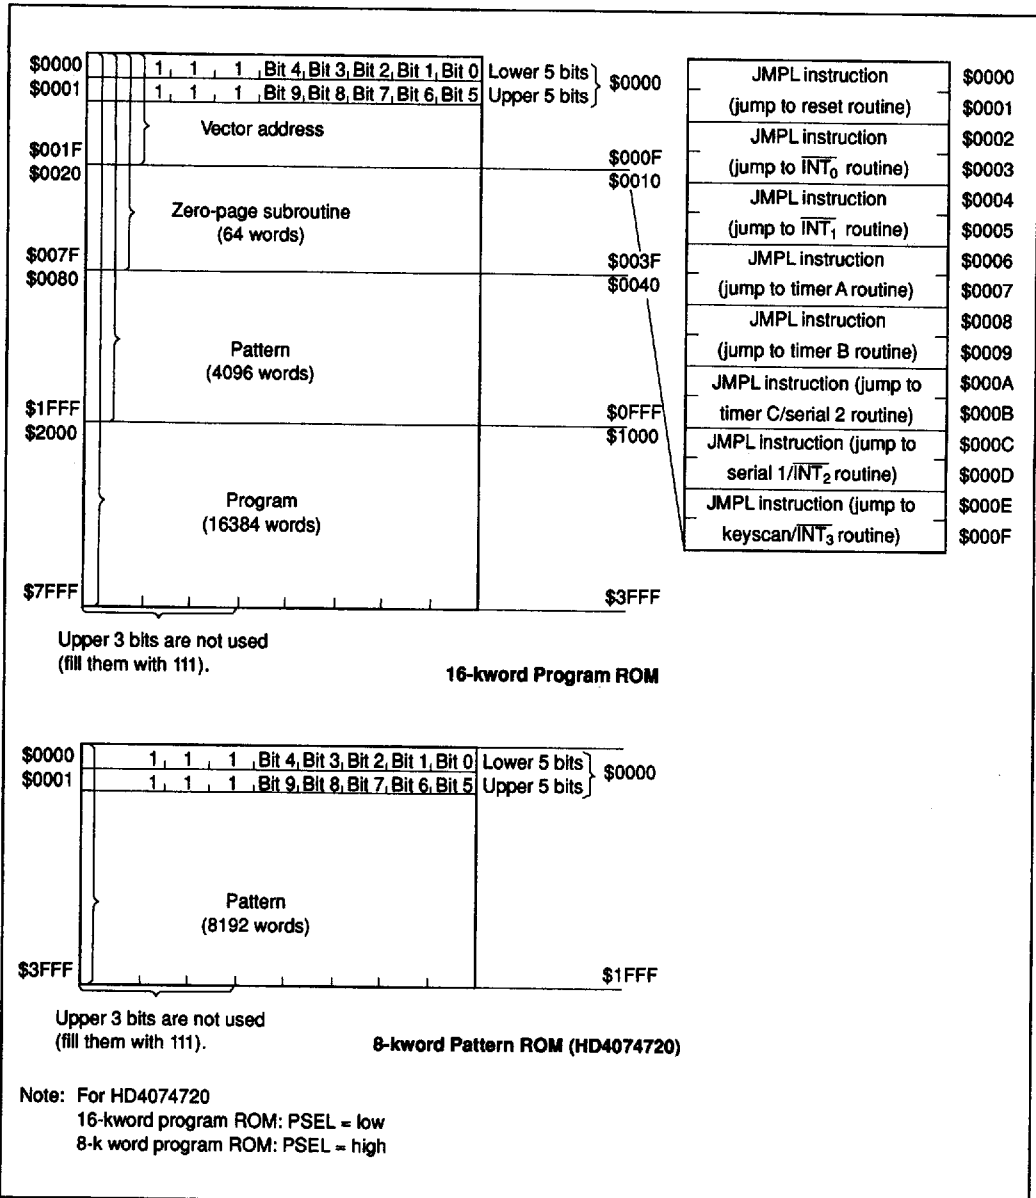 $0000 1 1 1 Bit 4 Bit 3 Bit 2 Bit 1 Bit 0 Lower 5 bits $0000
$0001 1 1 1 Bit 9 Bit 8 Bit 7 Bit 6 Bit 5 Upper 5 bits
Vector address
$001F $000F
$0020 $0010
Zero-page subroutine
(64 words)
$007F $003F
$0080 $0040
Pattern
(4096 words)
$1FFF $0FFF
$2000 $1000
Program
(16384 words)
$7FFF $3FFF
Upper 3 bits are not used
(fill them with 111).
16-kword Program ROM
JMPL instruction $0000
(jump to reset routine) $0001
JMPL instruction $0002
(jump to INT0 routine) $0003
JMPL instruction $0004
(jump to INT1 routine) $0005
JMPL instruction $0006
(jump to timer A routine) $0007
JMPL instruction $0008
(jump to timer B routine) $0009
JMPL instruction (jump to $000A
timer C/serial 2 routine) $000B
JMPL instruction (jump to $000C
serial 1/INT2 routine) $000D
JMPL instruction (jump to $000E
keyscan/INT3 routine) $000F
$0000 1 1 1 Bit 4 Bit 3 Bit 2 Bit 1 Bit 0 Lower 5 bits $0000
$0001 1 1 1 Bit 9 Bit 8 Bit 7 Bit 6 Bit 5 Upper 5 bits
Pattern
(8192 words)
$3FFF $1FFF
Upper 3 bits are not used
(fill them with 111).
8-kword Pattern ROM (HD4074720)
Note: For HD4074720
16-kword program ROM: PSEL = low
8-k word program ROM: PSEL = high